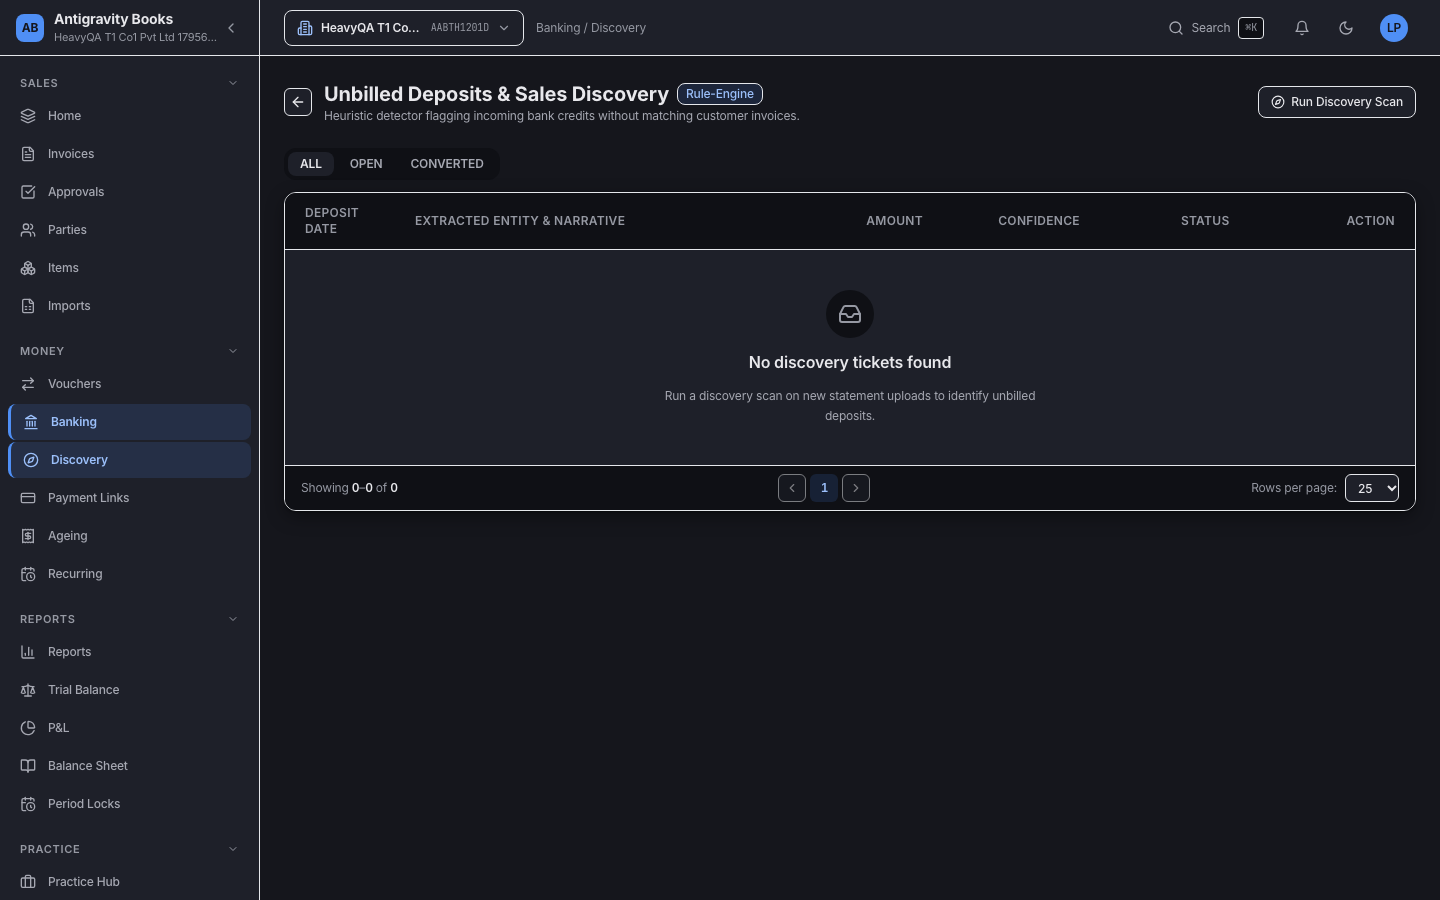 AB
Antigravity Books
HeavyQA T1 Co1 Pvt Ltd 17956...
HeavyQA T1 Co...
AABTH1201D
Banking / Discovery
Search
⌘K
LP
SALES
Home
Invoices
Approvals
Parties
Items
Imports
MONEY
Vouchers
Banking
Discovery
Payment Links
Ageing
Recurring
REPORTS
Reports
Trial Balance
P&L
Balance Sheet
Period Locks
PRACTICE
Practice Hub
Unbilled Deposits & Sales Discovery
Rule-Engine
Heuristic detector flagging incoming bank credits without matching customer invoices.
Run Discovery Scan
ALL
OPEN
CONVERTED
DEPOSIT
DATE
EXTRACTED ENTITY & NARRATIVE
AMOUNT
CONFIDENCE
STATUS
ACTION
No discovery tickets found
Run a discovery scan on new statement uploads to identify unbilled
deposits.
Showing 0–0 of 0
1
Rows per page:
25